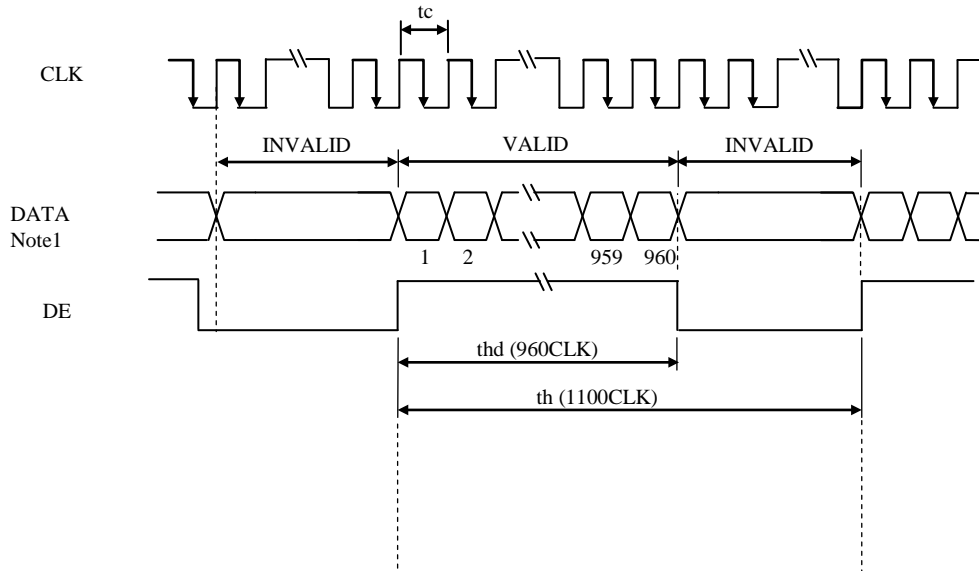 tc
CLK
INVALID VALID INVALID
DATA
Note1
1 2 959 960
DE
thd (960CLK)
th (1100CLK)